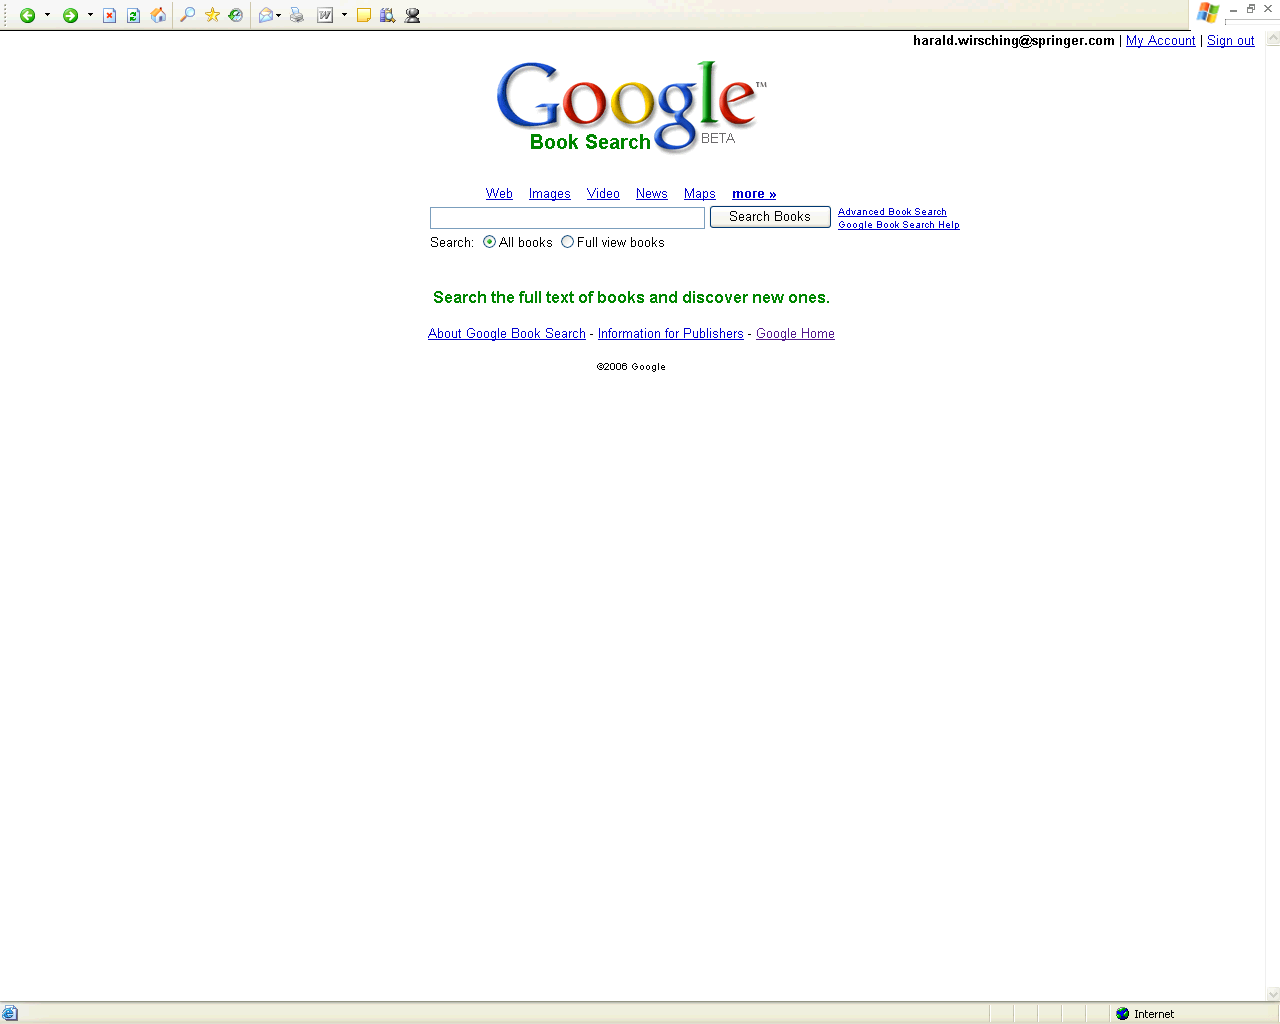 harald.wirsching@springer.com | My Account | Sign out
Google™
Book Search BETA
Web Images Video News Maps more »
Search Books
Advanced Book Search
Google Book Search Help
Search: All books Full view books
Search the full text of books and discover new ones.
About Google Book Search - Information for Publishers - Google Home
©2006 Google
Internet